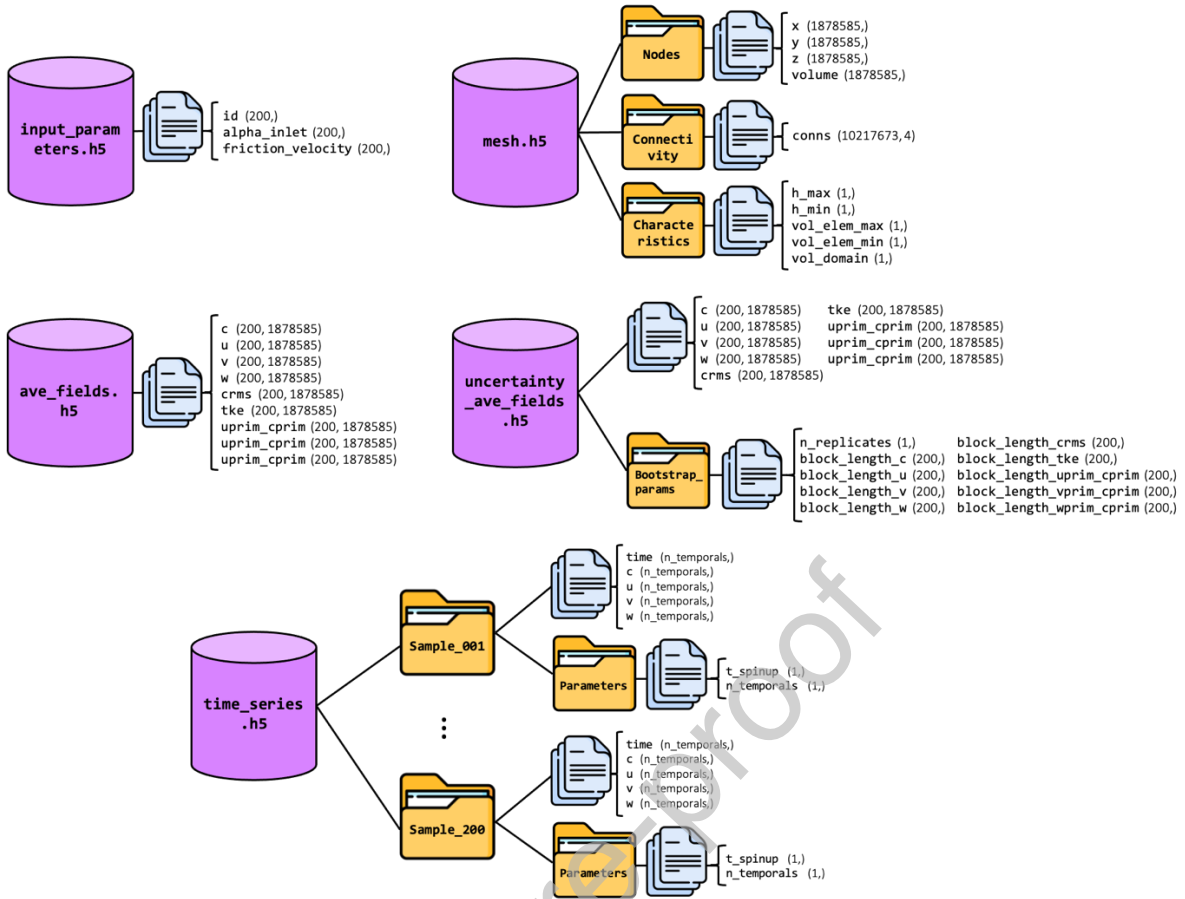 input_param
eters.h5
id (200,)
alpha_inlet (200,)
friction_velocity (200,)
mesh.h5
Nodes
x (1878585,)
y (1878585,)
z (1878585,)
volume (1878585,)
Connecti
vity
conns (10217673,4)
Characte
ristics
h_max (1,)
h_min (1,)
vol_elem_max (1,)
vol_elem_min (1,)
vol_domain (1,)
ave_fields.
h5
c (200, 1878585)
u (200, 1878585)
v (200, 1878585)
w (200, 1878585)
crms (200, 1878585)
tke (200, 1878585)
uprim_cprim (200, 1878585)
uprim_cprim (200, 1878585)
uprim_cprim (200, 1878585)
uncertainty
_ave_fields
.h5
c (200, 1878585) tke (200, 1878585)
u (200, 1878585) uprim_cprim (200, 1878585)
v (200, 1878585) uprim_cprim (200, 1878585)
w (200, 1878585) uprim_cprim (200, 1878585)
crms (200, 1878585)
Bootstrap_
params
n_replicates (1,) block_length_crms (200,)
block_length_c (200,) block_length_tke (200,)
block_length_u (200,) block_length_uprim_cprim (200,)
block_length_v (200,) block_length_vprim_cprim (200,)
block_length_w (200,) block_length_wprim_cprim (200,)
time_series
.h5
Sample_001
time (n_temporals,)
c (n_temporals,)
u (n_temporals,)
v (n_temporals,)
w (n_temporals,)
Parameters
t_spinup (1,)
n_temporals (1,)
⋮
Sample_200
time (n_temporals,)
c (n_temporals,)
u (n_temporals,)
v (n_temporals,)
w (n_temporals,)
Parameters
t_spinup (1,)
n_temporals (1,)
re-proof